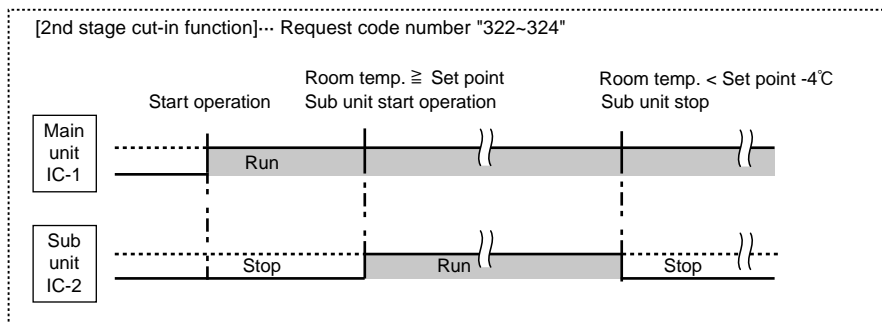 [2nd stage cut-in function]··· Request code number "322~324"
Room temp. ≧ Set point
Room temp. < Set point -4℃
Start operation
Sub unit start operation
Sub unit stop
Main
unit
IC-1
Run
Sub
unit
IC-2
Stop
Run
Stop